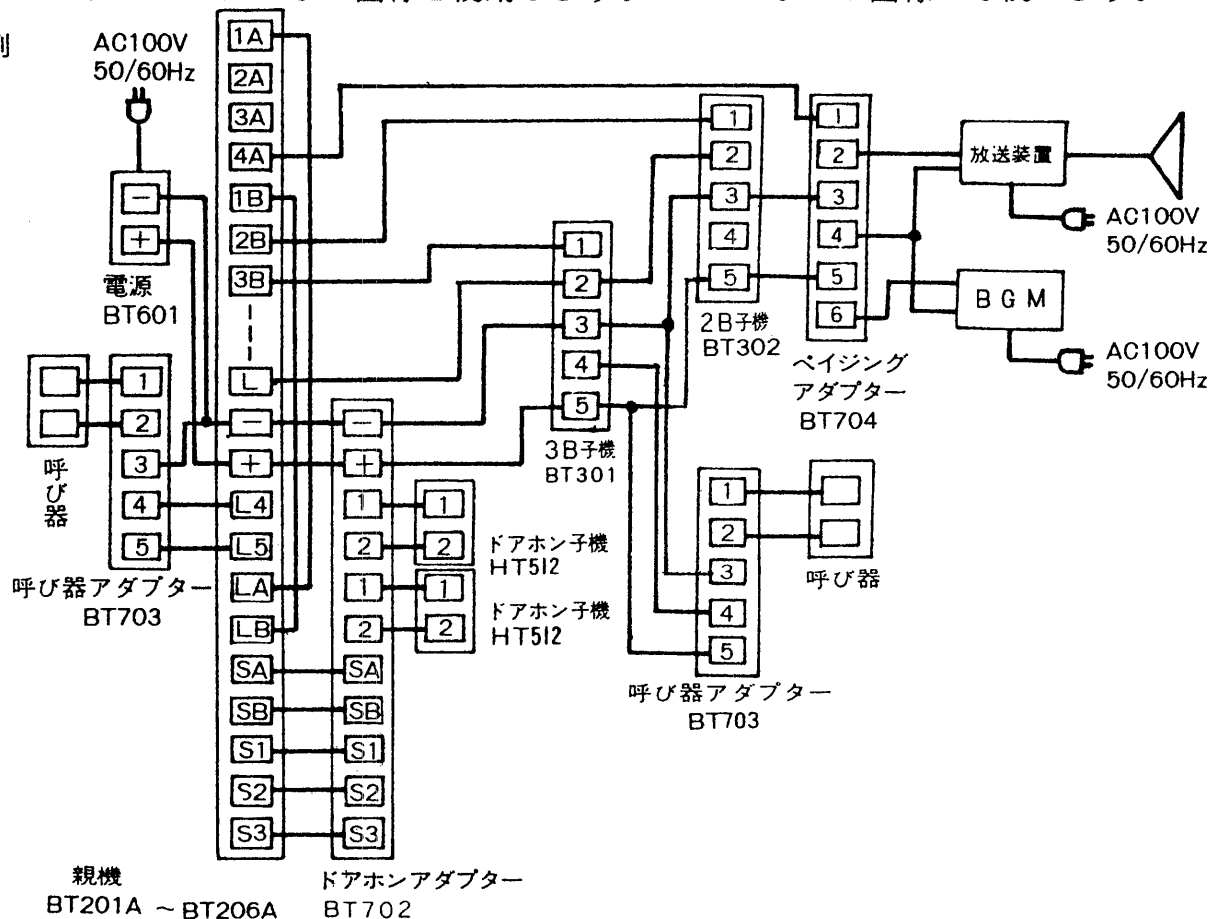 AC100V
50/60Hz
−
+
電源
BT601
呼び器
1
2
3
4
5
呼び器アダプター
BT703
1A
2A
3A
4A
1B
2B
3B
L
−
+
L4
L5
LA
LB
SA
SB
S1
S2
S3
親機
BT201A ~ BT206A
−
+
1
2
1
2
SA
SB
S1
S2
S3
ドアホンアダプター
BT702
1
2
ドアホン子機
HT512
1
2
ドアホン子機
HT512
1
2
3
4
5
3B子機
BT301
1
2
3
4
5
2B子機
BT302
1
2
3
4
5
6
ペイジング
アダプター
BT704
放送装置
AC100V
50/60Hz
BGM
AC100V
50/60Hz
1
2
3
4
5
呼び器アダプター
BT703
呼び器